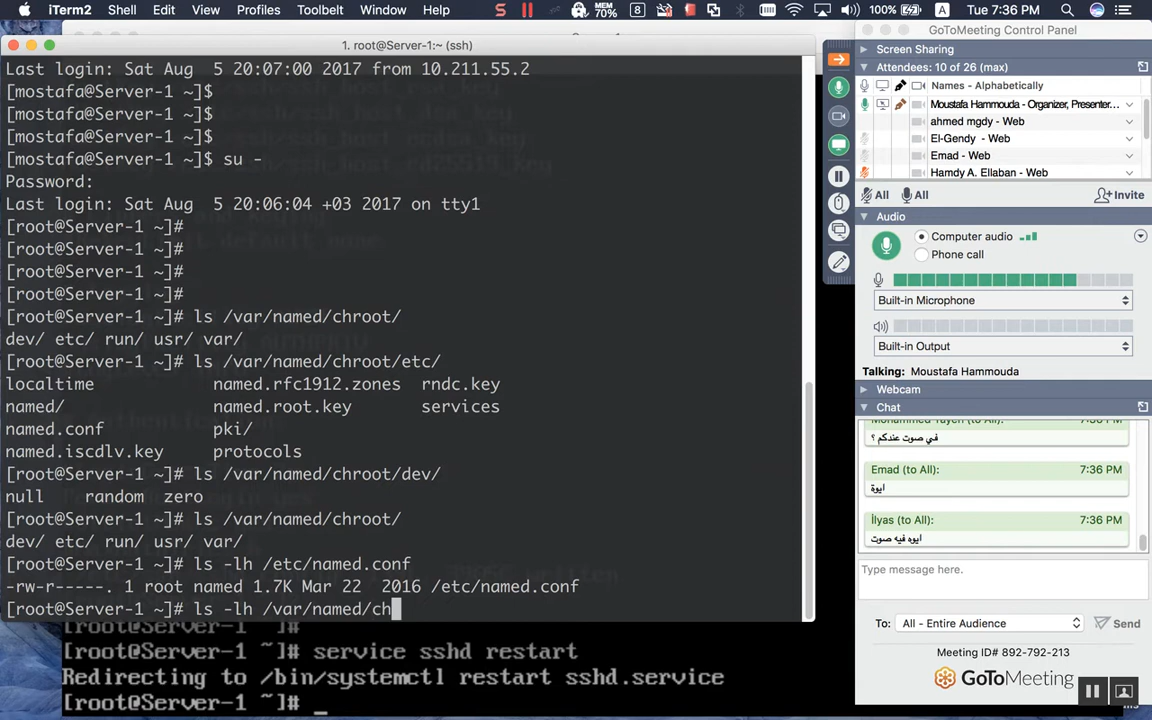 iTerm2 Shell Edit View Profiles Toolbelt Window Help
MEM 70% 8 100% A Tue 7:36 PM
1. root@Server-1:~ (ssh)
Last login: Sat Aug  5 20:07:00 2017 from 10.211.55.2
[mostafa@Server-1 ~]$
[mostafa@Server-1 ~]$
[mostafa@Server-1 ~]$
[mostafa@Server-1 ~]$ su -
Password:
Last login: Sat Aug  5 20:06:04 +03 2017 on tty1
[root@Server-1 ~]#
[root@Server-1 ~]#
[root@Server-1 ~]#
[root@Server-1 ~]#
[root@Server-1 ~]# ls /var/named/chroot/
dev/ etc/ run/ usr/ var/
[root@Server-1 ~]# ls /var/named/chroot/etc/
localtime named.rfc1912.zones rndc.key
named/ named.root.key services
named.conf pki/
named.iscdlv.key protocols
[root@Server-1 ~]# ls /var/named/chroot/dev/
null random zero
[root@Server-1 ~]# ls /var/named/chroot/
dev/ etc/ run/ usr/ var/
[root@Server-1 ~]# ls -lh /etc/named.conf
-rw-r-----. 1 root named 1.7K Mar 22  2016 /etc/named.conf
[root@Server-1 ~]# ls -lh /var/named/ch
[root@Server-1 ~]#
[root@Server-1 ~]# service sshd restart
Redirecting to /bin/systemctl restart sshd.service
[root@Server-1 ~]# _
GoToMeeting Control Panel
Screen Sharing
Attendees: 10 of 26 (max)
Names - Alphabetically
Moustafa Hammouda - Organizer, Presenter...
ahmed mgdy - Web
El-Gendy - Web
Emad - Web
Hamdy A. Ellaban - Web
All All Invite
Audio
Computer audio
Phone call
Built-in Microphone
Built-in Output
Talking: Moustafa Hammouda
Webcam
Chat
Mohammed Tayeh (to All): 7:36 PM
في صوت عندكم ؟
Emad (to All): 7:36 PM
ايوة
İlyas (to All): 7:36 PM
ايوه فيه صوت
Type message here.
To: All - Entire Audience Send
Meeting ID# 892-792-213
GoToMeeting